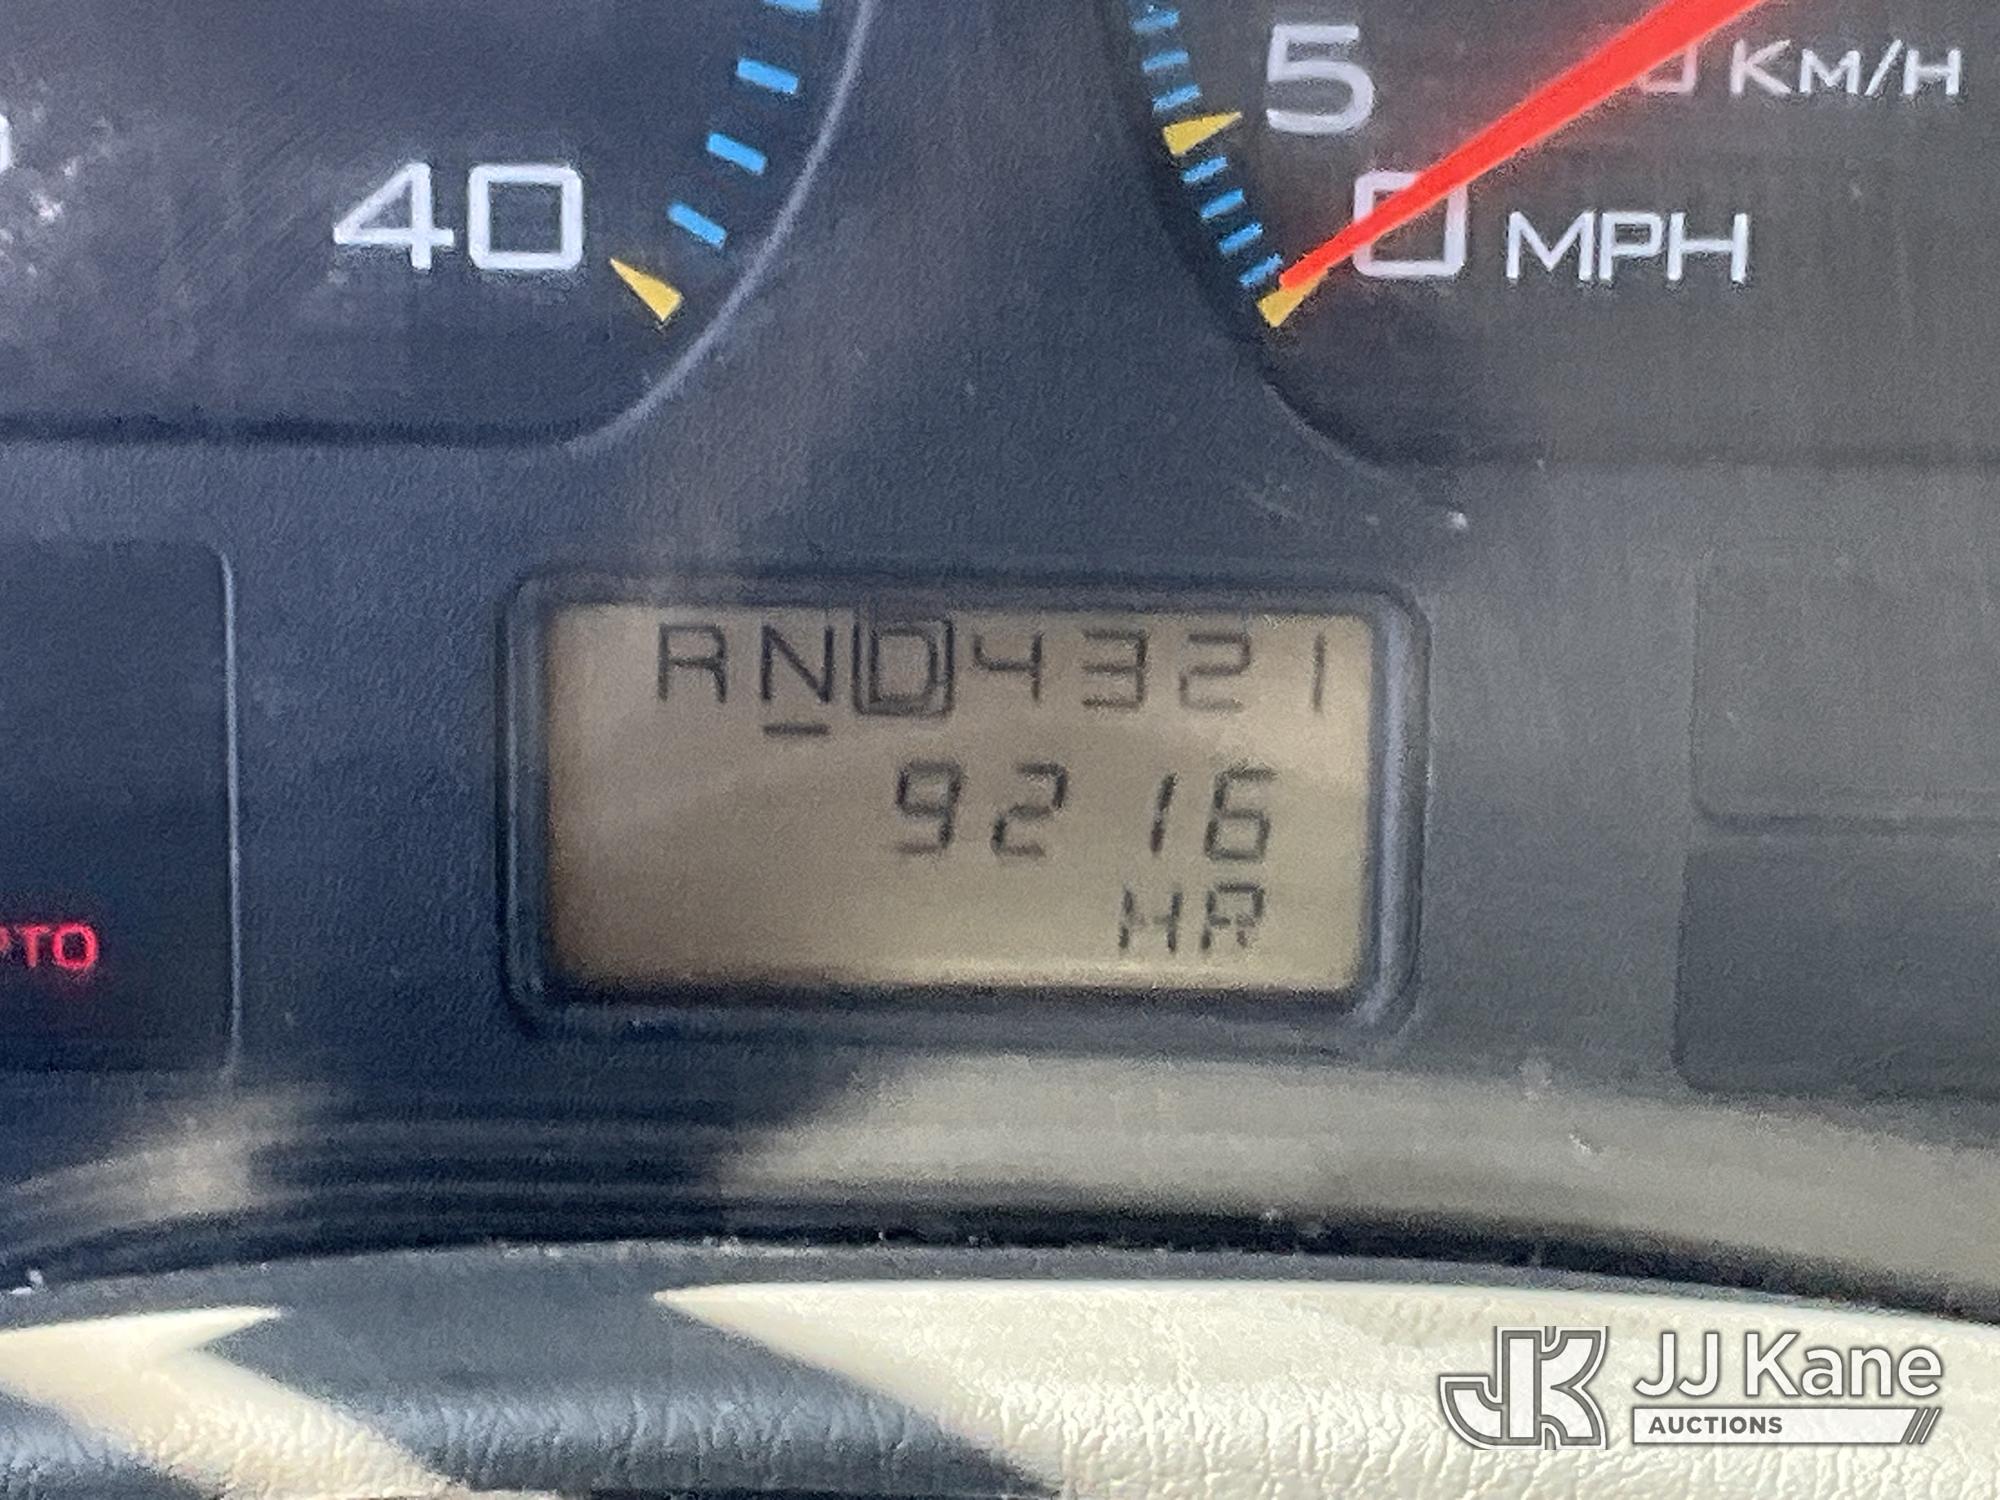 5
Km/H
40
0 MPH
RND4321
9216
HR
PTO
JJ Kane
AUCTIONS